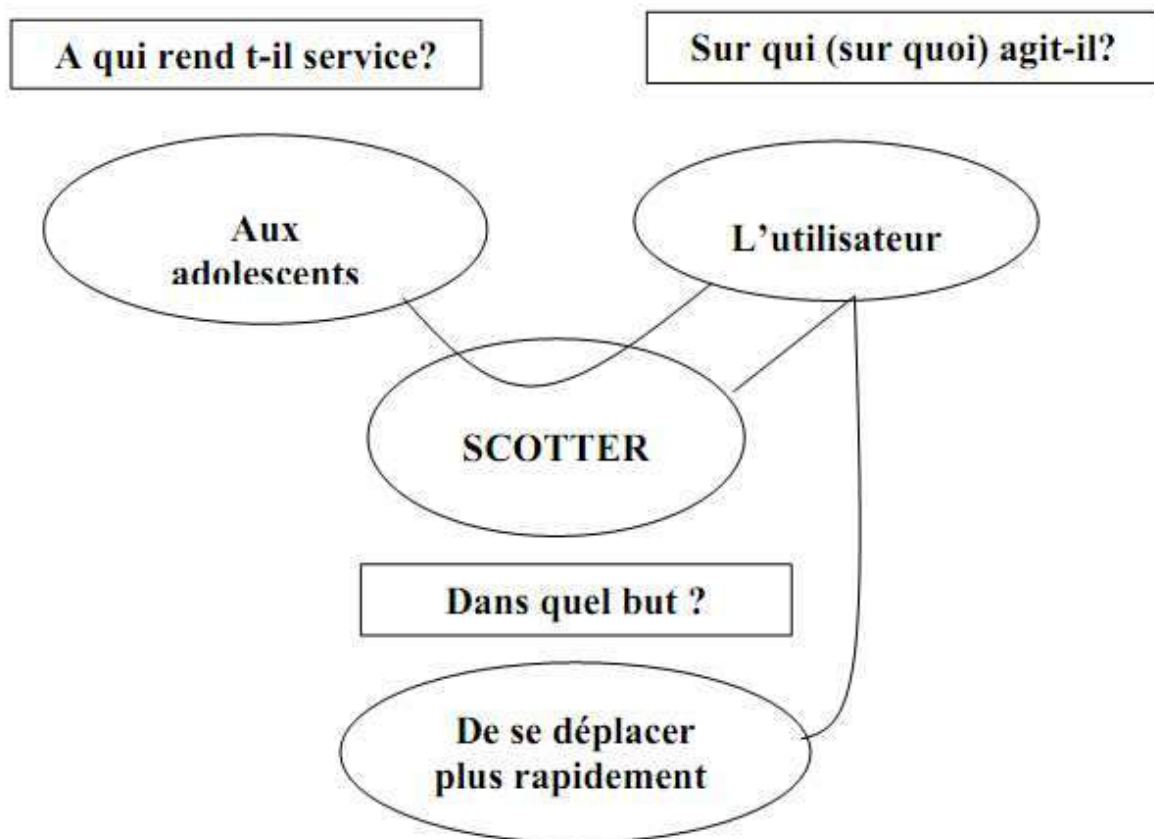 A qui rend t-il service?
Sur qui (sur quoi) agit-il?
Aux
adolescents
L’utilisateur
SCOTTER
Dans quel but ?
De se déplacer
plus rapidement